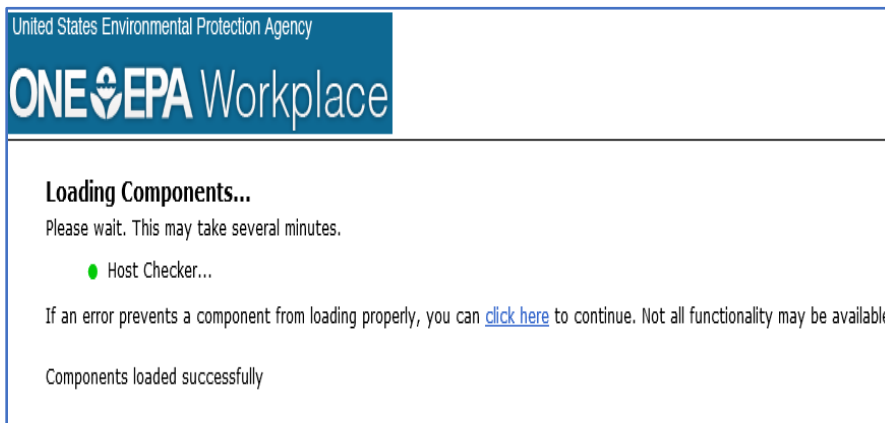 United States Environmental Protection Agency
ONE EPA Workplace
Loading Components...
Please wait. This may take several minutes.
Host Checker...
If an error prevents a component from loading properly, you can click here to continue. Not all functionality may be available
Components loaded successfully